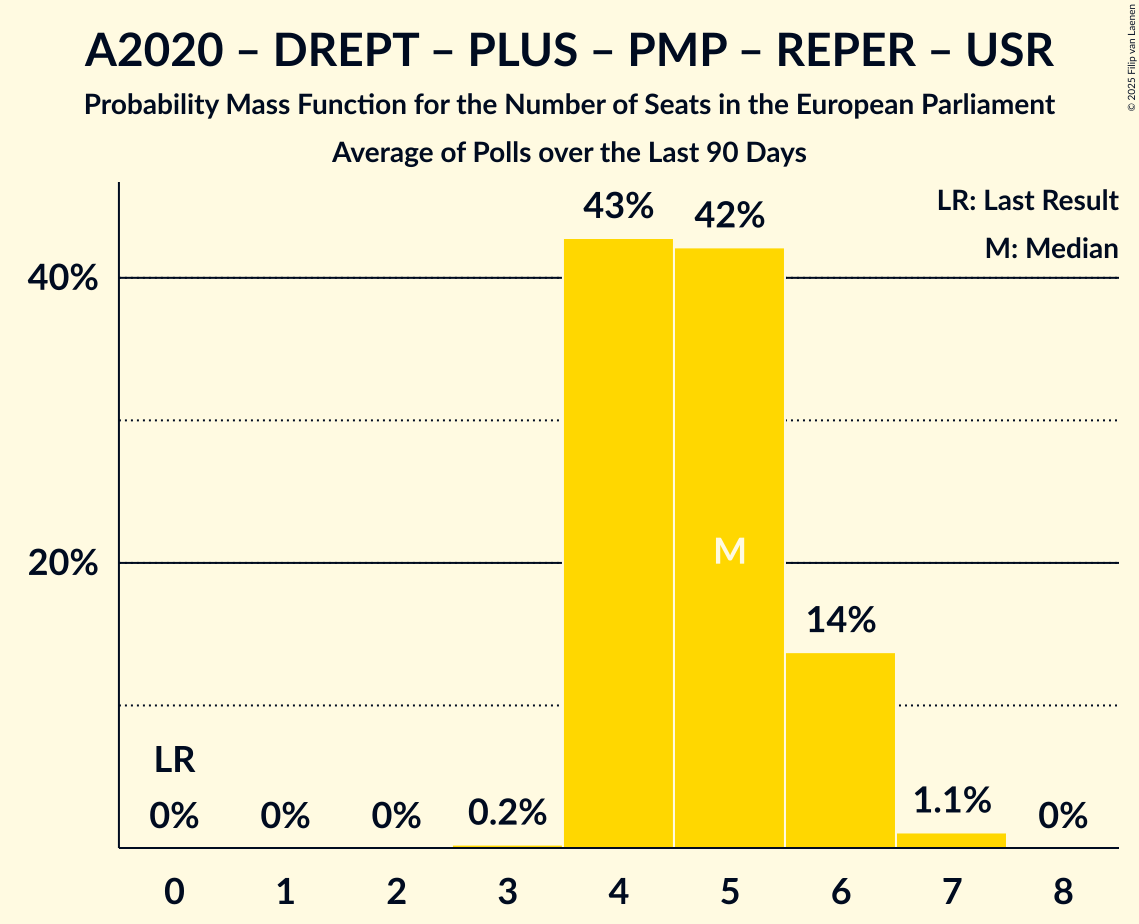 A2020 – DREPT – PLUS – PMP – REPER – USR
Probability Mass Function for the Number of Seats in the European Parliament
Average of Polls over the Last 90 Days
© 2025 Filip van Laenen
LR: Last Result
M: Median
43%
42%
40%
M
20%
14%
LR
0%
0%
0%
0.2%
1.1%
0%
0 1 2 3 4 5 6 7 8